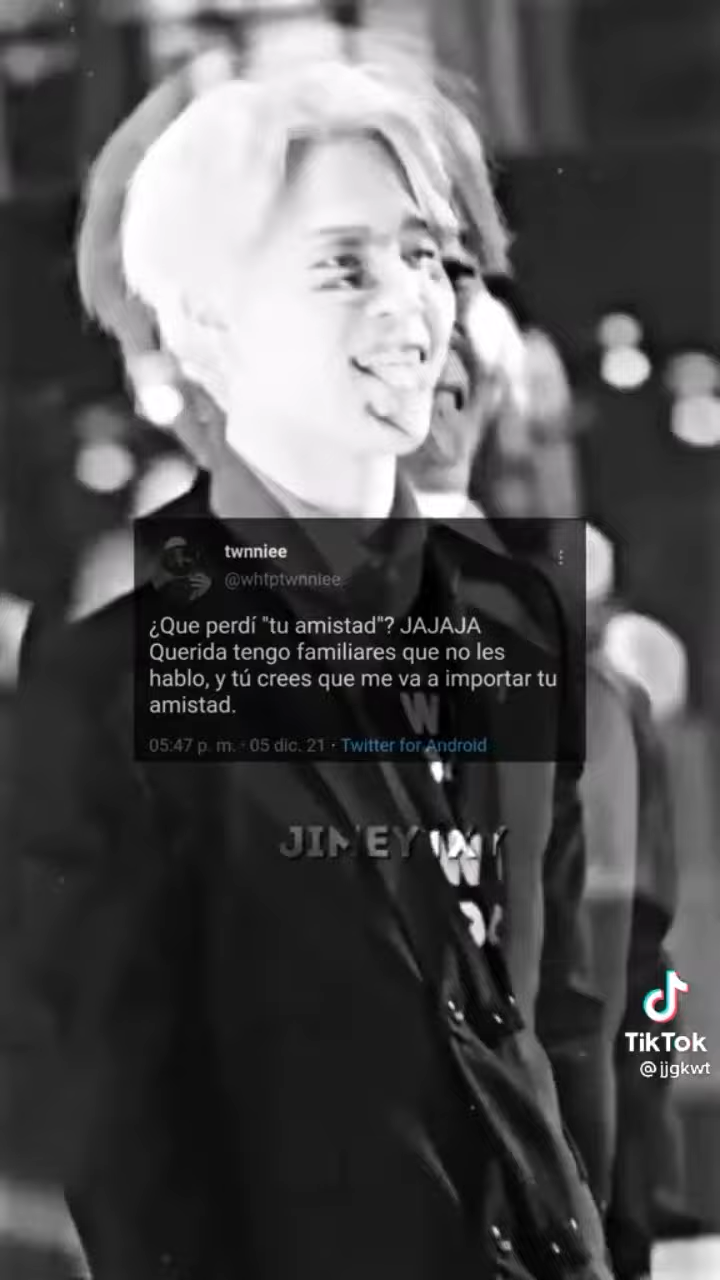 twnniee
@whtptwnniee
¿Que perdí "tu amistad"? JAJAJA
Querida tengo familiares que no les
hablo, y tú crees que me va a importar tu
amistad.
05:47 p. m. · 05 dic. 21 · Twitter for Android
TikTok
@jjgkwt